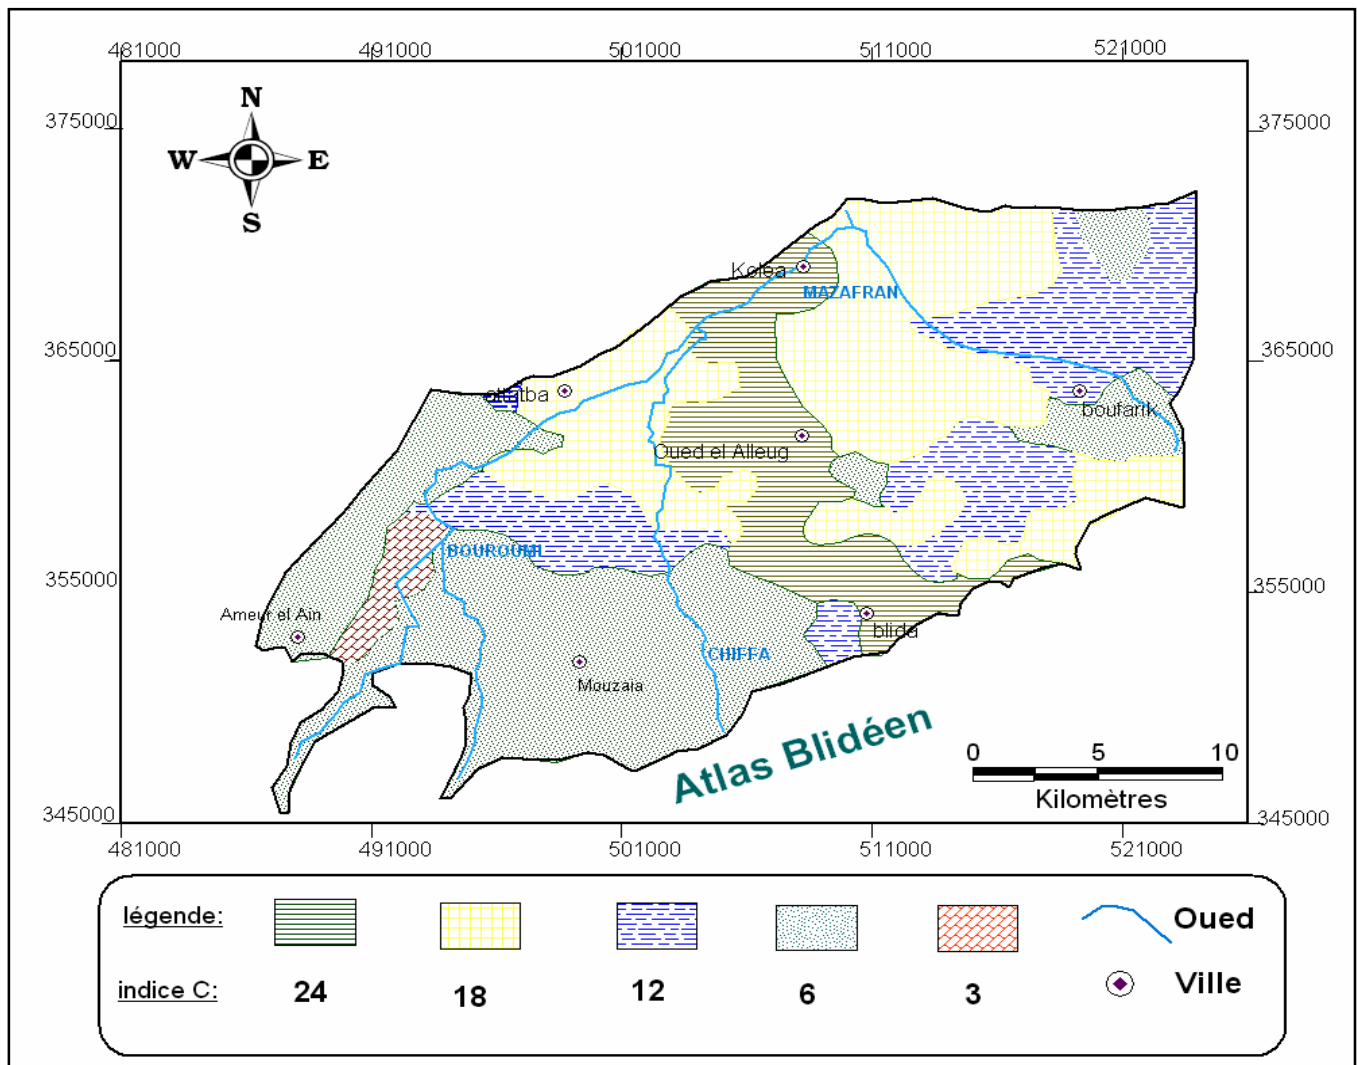 481000 491000 501000 511000 521000
N
375000 375000
W E
S
Kolea
MAZAFRAN
365000 365000
boufarik
Oued el Alleug
BOUROUMI
355000 355000
Ameur el Ain
blida
CHIFFA
Mouzaia
Atlas Blidéen
0 5 10
Kilomètres
345000 345000
481000 491000 501000 511000 521000
légende: Oued
indice C: 24 18 12 6 3 Ville